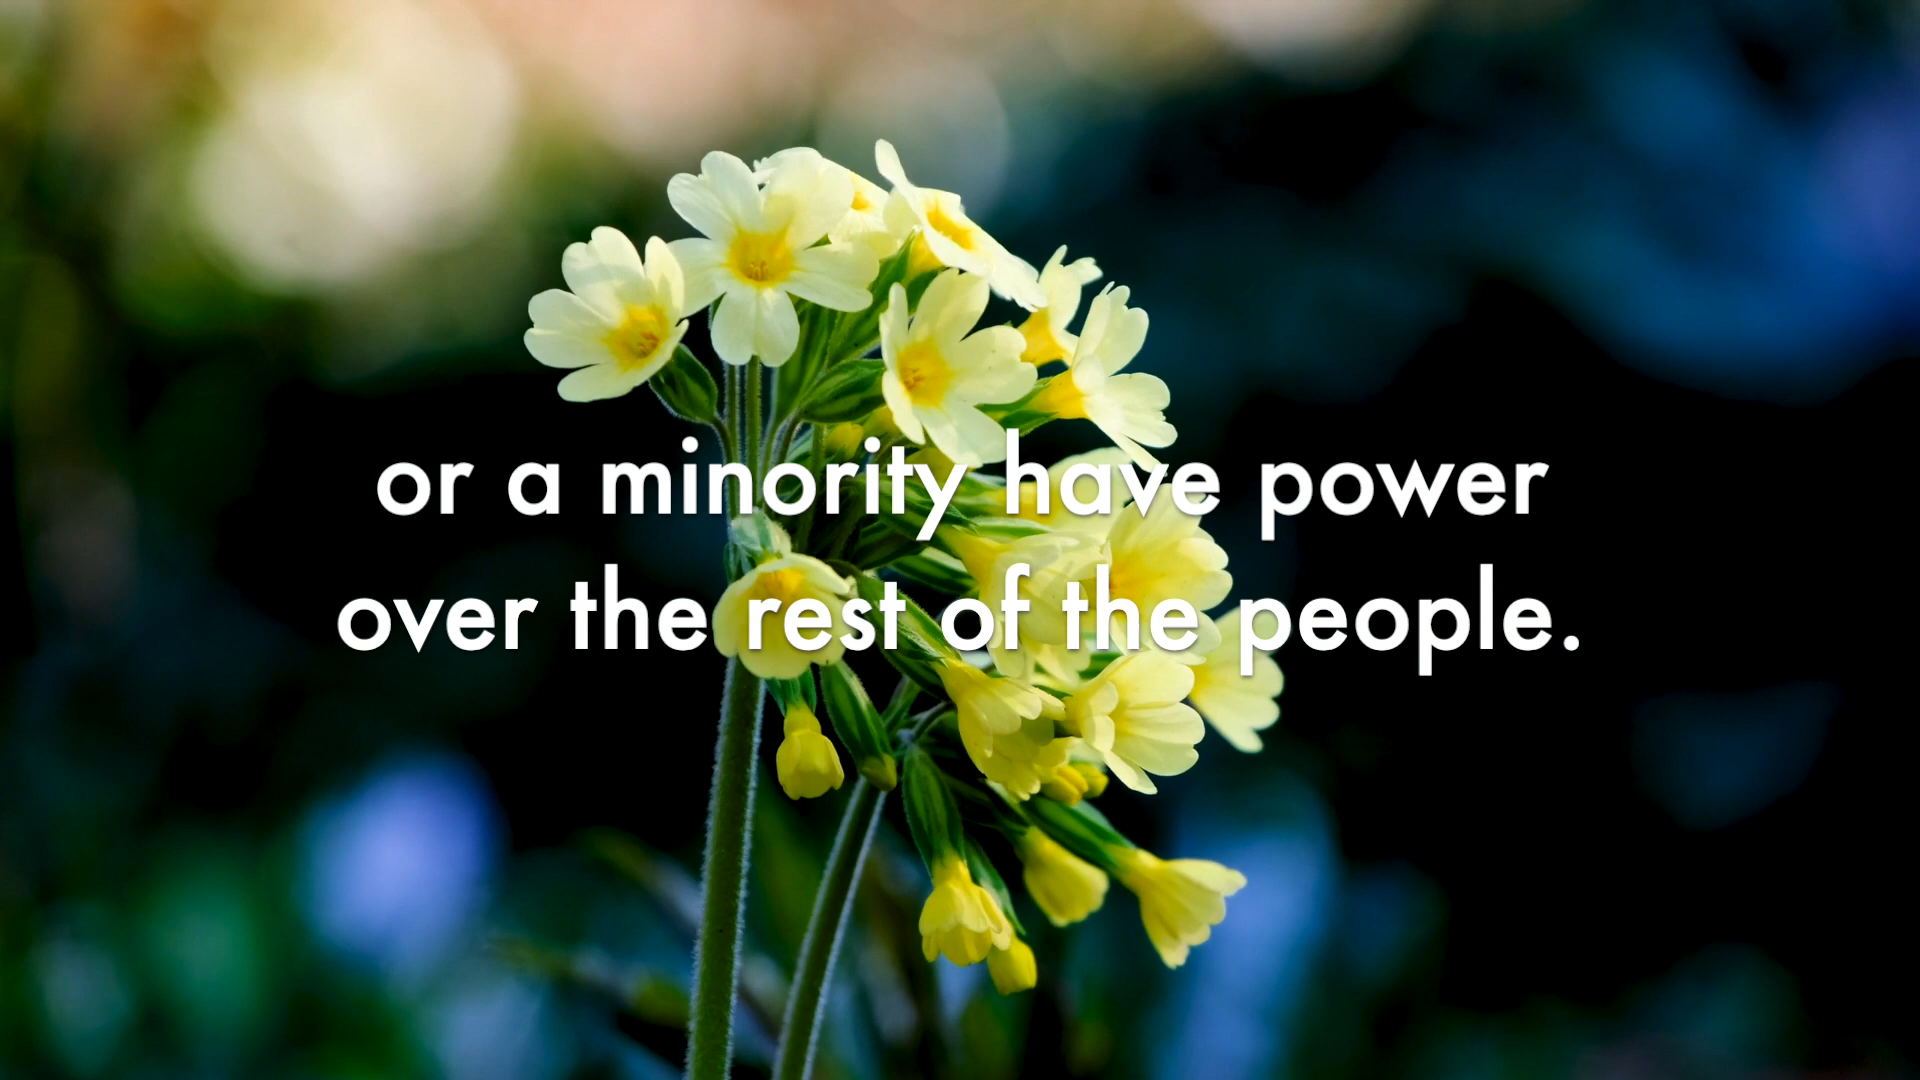 or a minority have power
over the rest of the people.